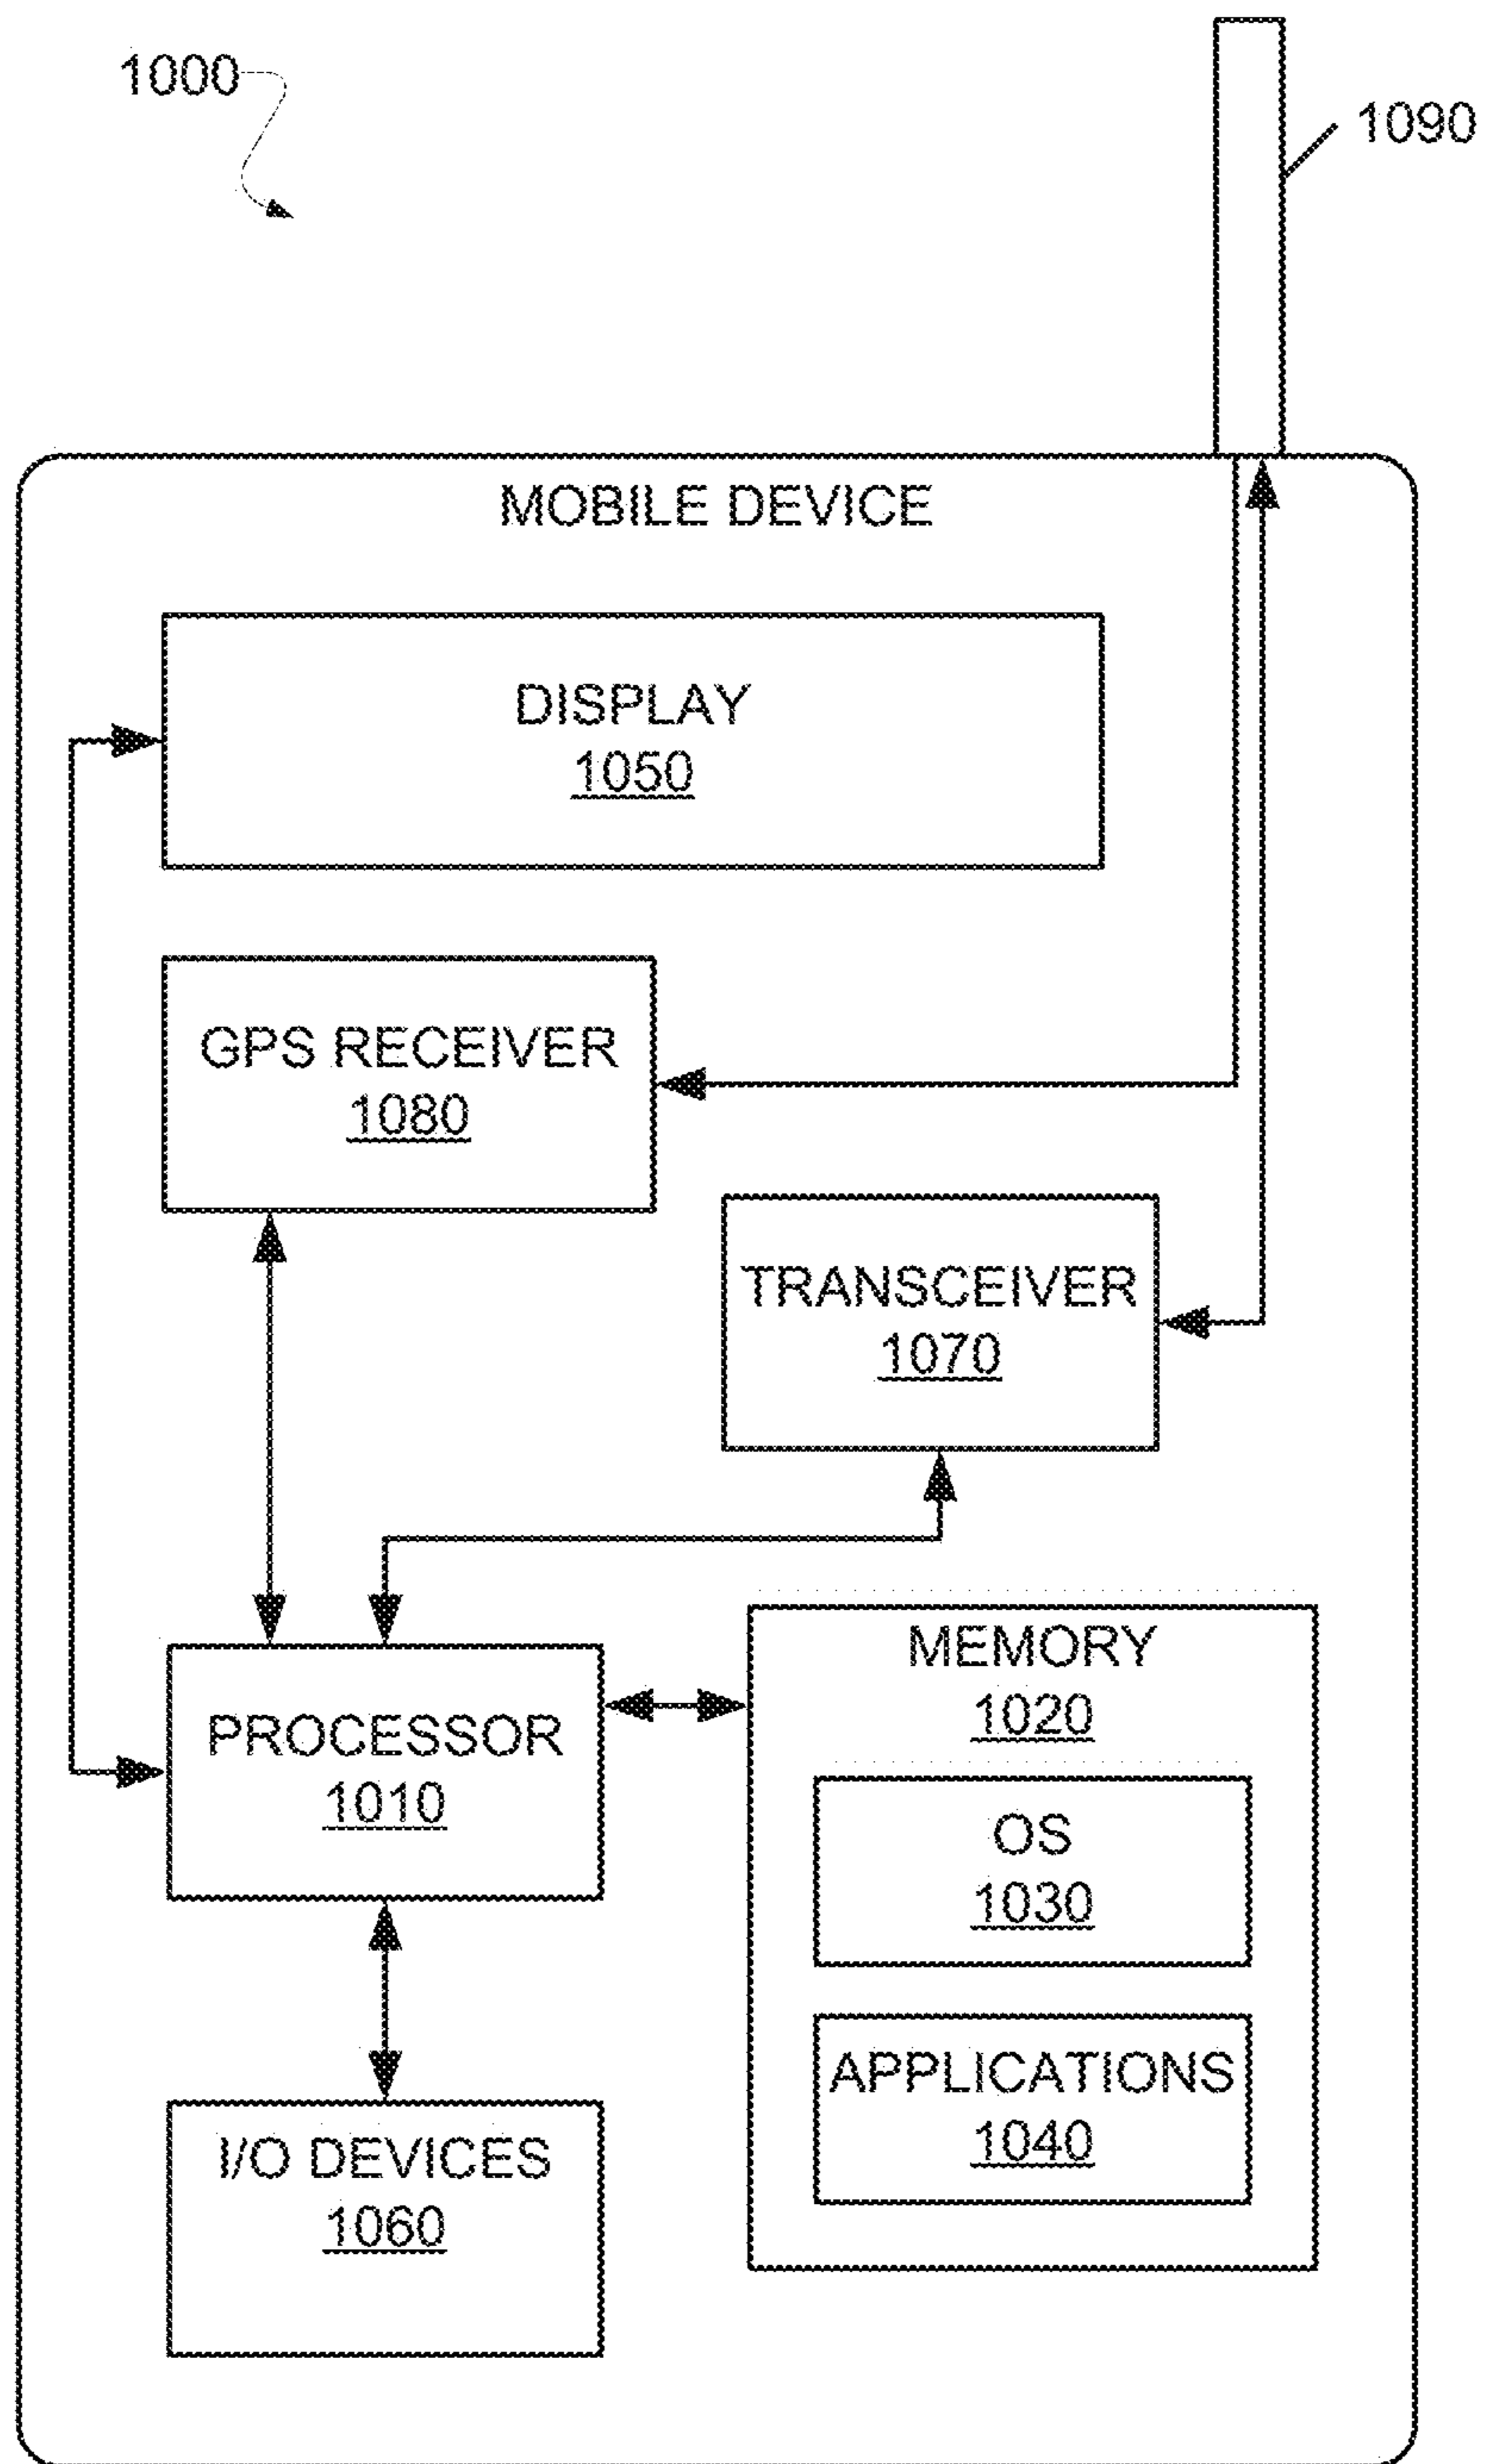 1000
1090
MOBILE DEVICE
DISPLAY
1050
GPS RECEIVER
1080
TRANSCEIVER
1070
PROCESSOR
1010
MEMORY
1020
OS
1030
APPLICATIONS
1040
I/O DEVICES
1060